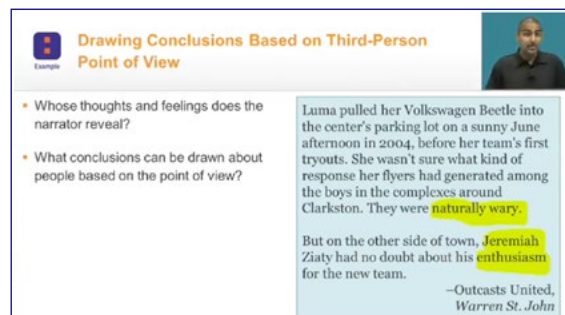 Drawing Conclusions Based on Third-Person
Point of View
Example
• Whose thoughts and feelings does the
narrator reveal?
• What conclusions can be drawn about
people based on the point of view?
Luma pulled her Volkswagen Beetle into
the center's parking lot on a sunny June
afternoon in 2004, before her team's first
tryouts. She wasn't sure what kind of
response her flyers had generated among
the boys in the complexes around
Clarkston. They were naturally wary.
But on the other side of town, Jeremiah
Ziaty had no doubt about his enthusiasm
for the new team.
–Outcasts United,
Warren St. John